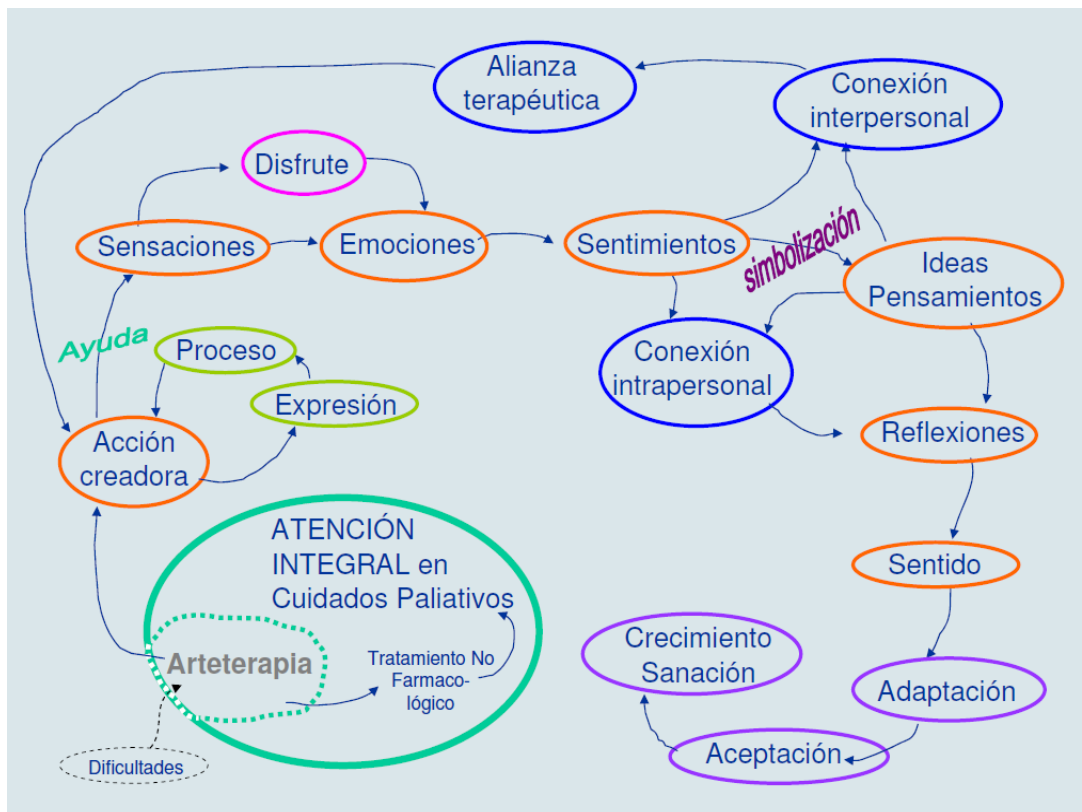 Alianza
terapéutica
Conexión
interpersonal
Disfrute
Sensaciones
Emociones
Sentimientos
simbolización
Ideas
Pensamientos
Ayuda
Proceso
Expresión
Conexión
intrapersonal
Acción
creadora
Reflexiones
ATENCIÓN
INTEGRAL en
Cuidados Paliativos
Sentido
Arteterapia
Tratamiento No
Farmaco-
lógico
Crecimiento
Sanación
Adaptación
Aceptación
Dificultades